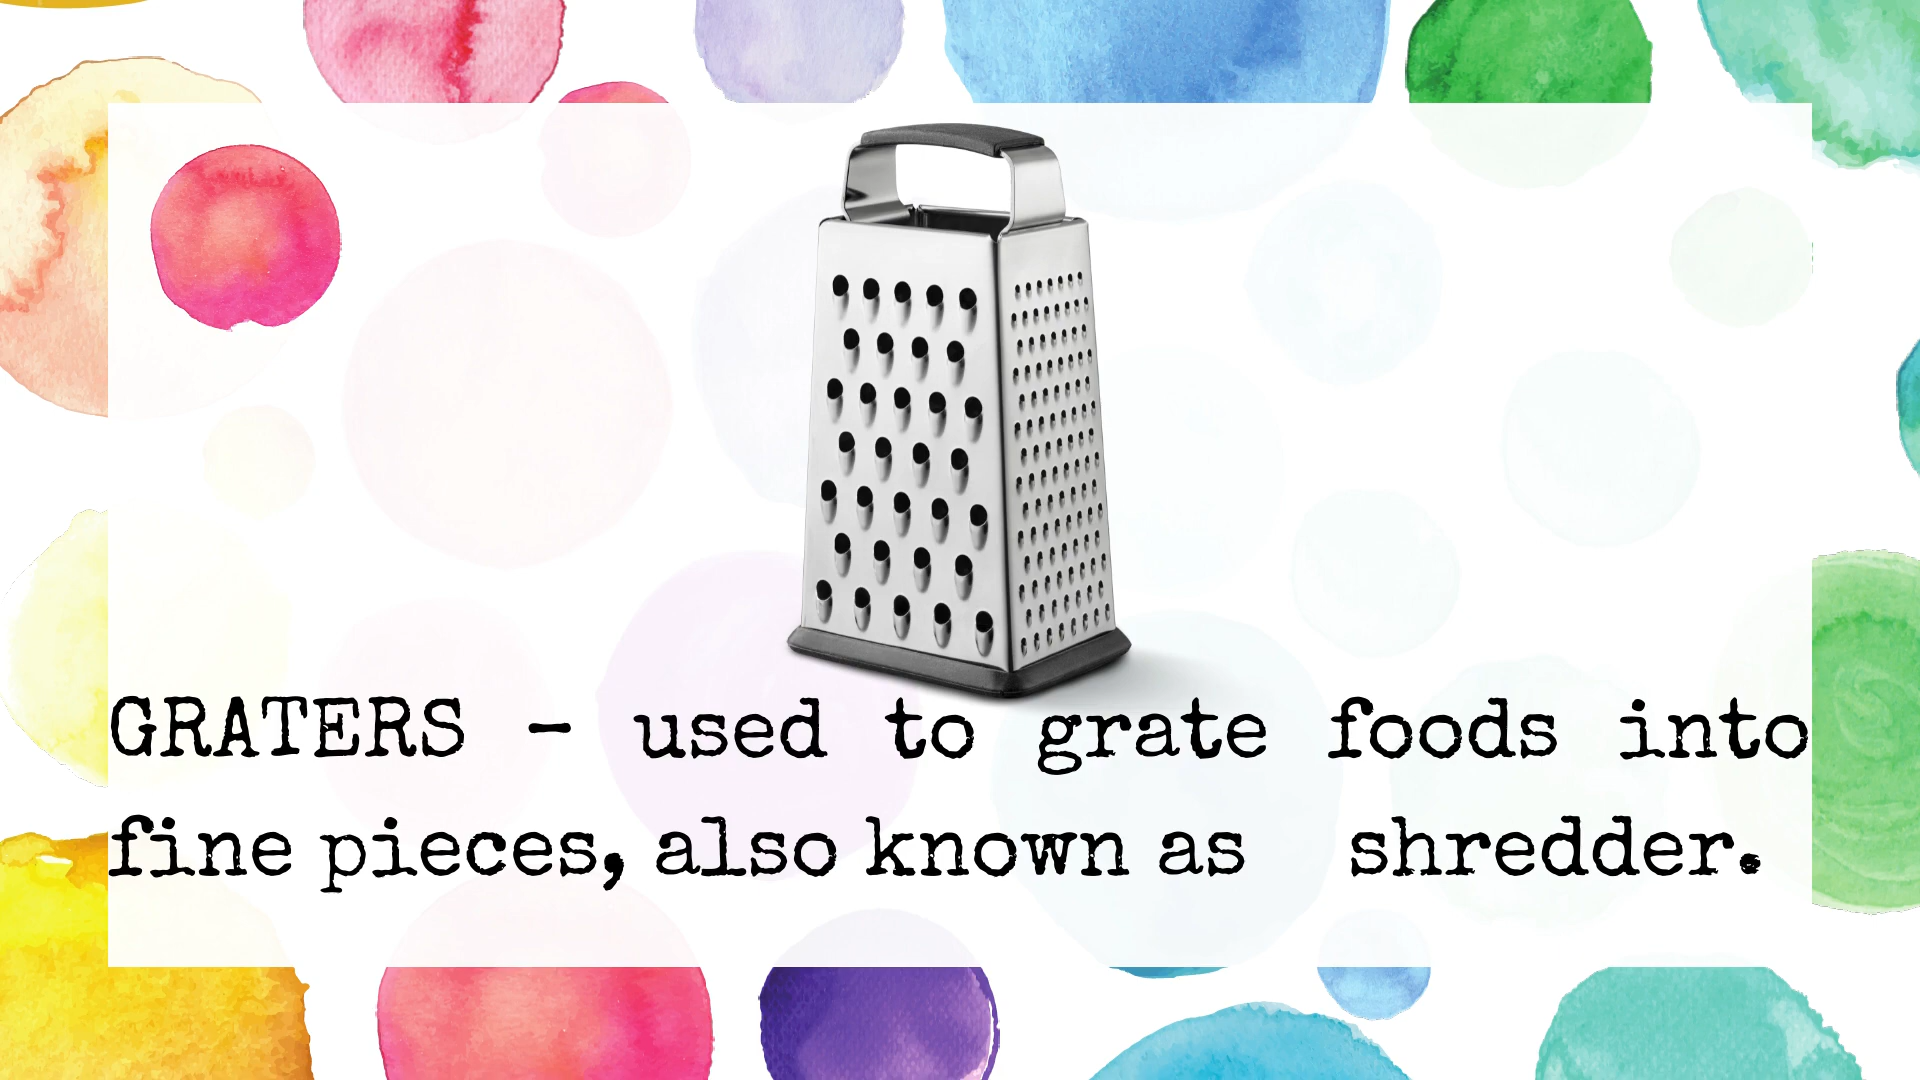 GRATERS - used to grate foods into
fine pieces, also known as shredder.